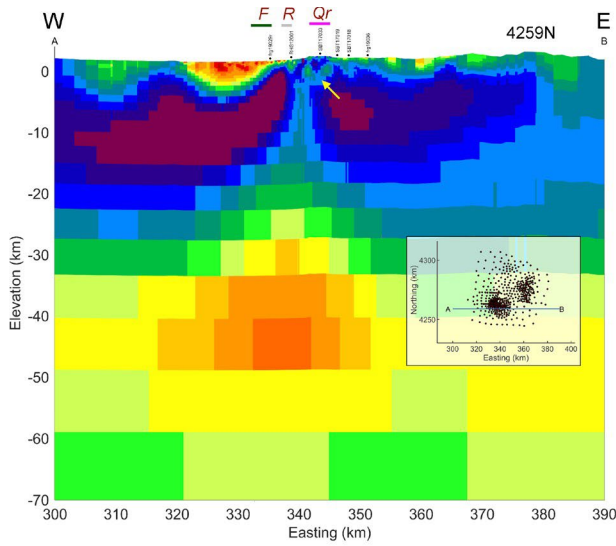 W
F R Qr
4259N
E
A
B
0
-10
-20
-30
-40
-50
-60
-70
Elevation (km)
300 310 320 330 340 350 360 370 380 390
Easting (km)
4300
4250
Northing (km)
A
B
300 320 340 360 380 400
Easting (km)